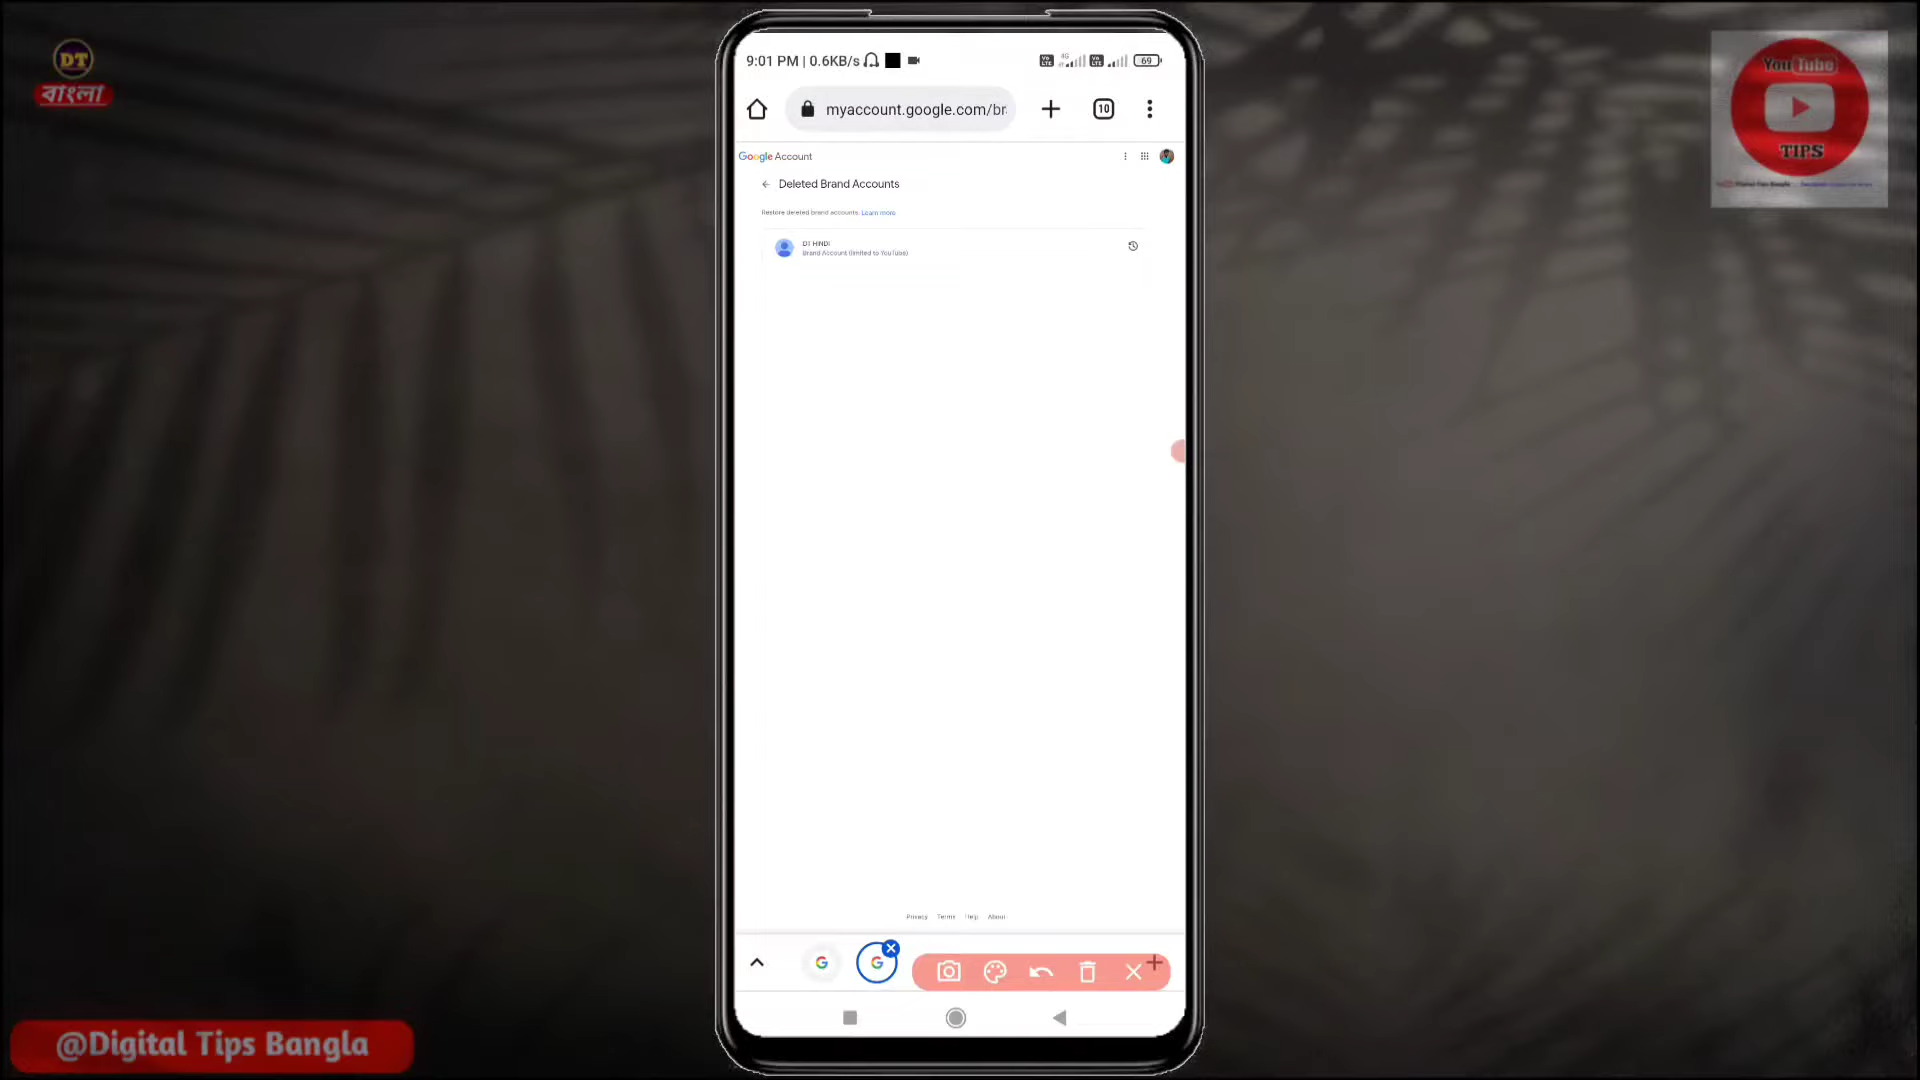 DT
বাংলা
YouTube
TIPS
9:01 PM | 0.6KB/s
69
myaccount.google.com/br
10
Google Account
Deleted Brand Accounts
Restore deleted brand accounts. Learn more
DT HINDI
Brand Account (limited to YouTube)
Privacy Terms Help About
@Digital Tips Bangla